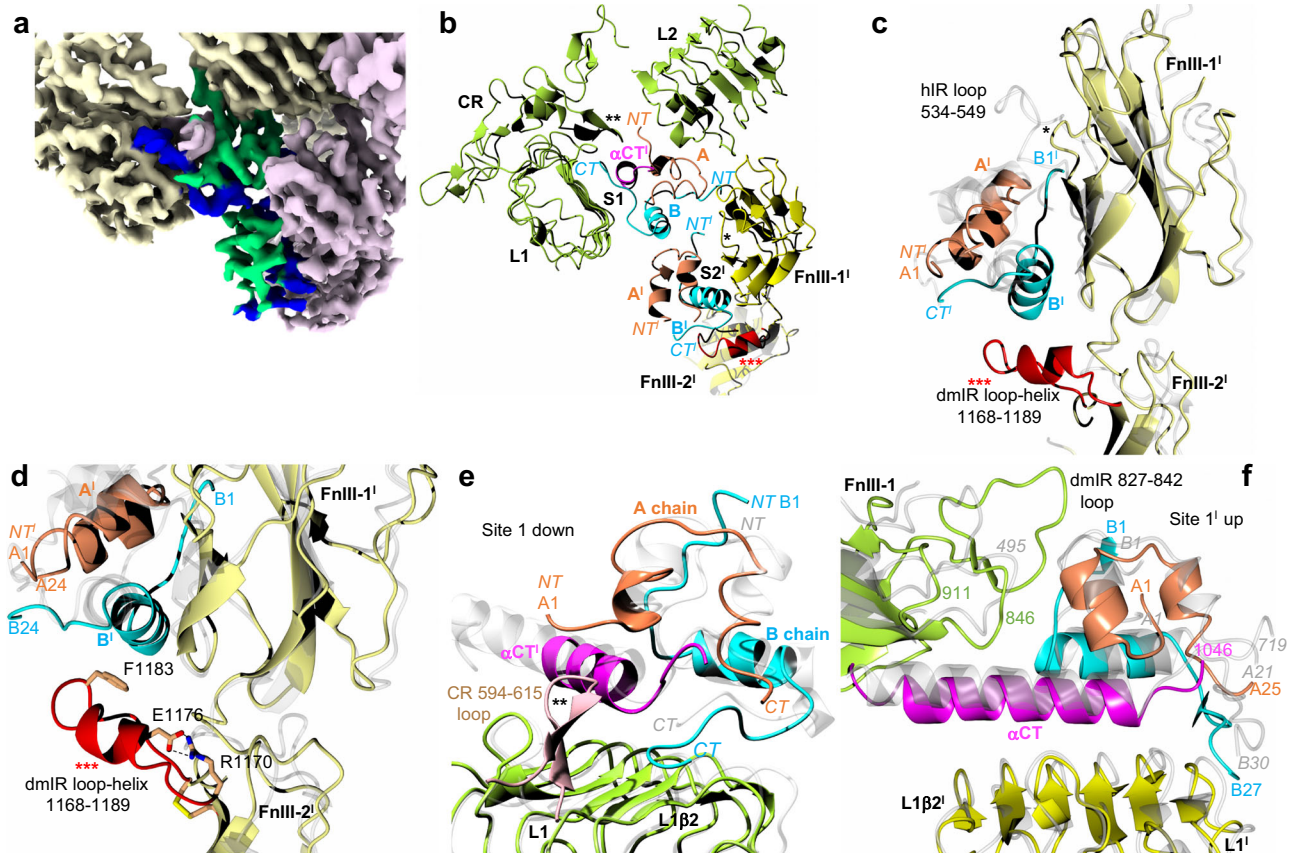 a
b
L2
CR
**
NT
αCTᴵ
A
CT
NT
S1
B
NTᴵ
*
L1
S2ᴵ
FnIII-1ᴵ
Aᴵ
NTᴵ
Bᴵ
CTᴵ
***
FnIII-2ᴵ
c
FnIII-1ᴵ
hIR loop
534-549
*
Aᴵ
B1ᴵ
NTᴵ
A1
CTᴵ
Bᴵ
***
FnIII-2ᴵ
dmIR loop-helix
1168-1189
d
Aᴵ
B1
FnIII-1ᴵ
NTᴵ
A1
A24
B24
Bᴵ
F1183
E1176
***
R1170
dmIR loop-helix
1168-1189
FnIII-2ᴵ
e
NT B1
A chain
Site 1 down
NT
NT
A1
αCTᴵ
B chain
CR 594-615
loop
**
CT
CT
CT
L1
L1β2
f
FnIII-1
dmIR 827-842
loop
Site 1ᴵ up
B1
B1
495
911
A1
846
A1
719
1046
A21
A25
αCT
B30
B27
L1β2ᴵ
L1ᴵ